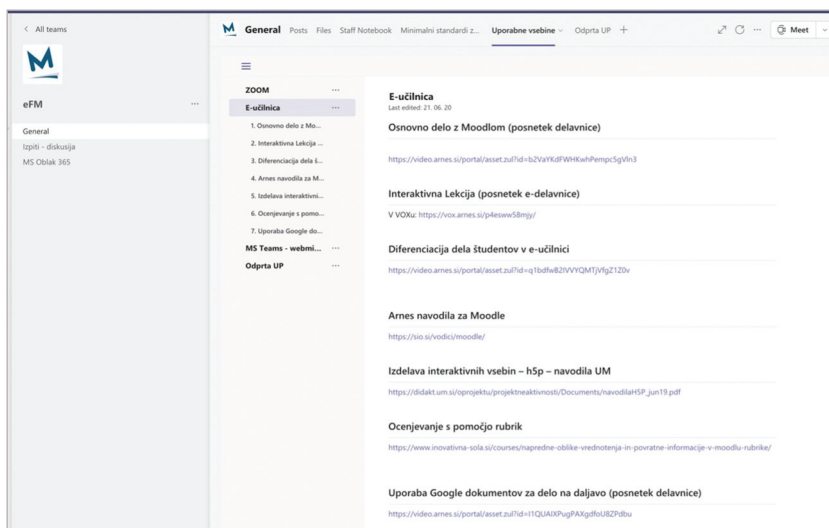 All teams
eFM
General
Izpiti - diskusija
MS Oblak 365
General Posts Files Staff Notebook Minimalni standardi z... Uporabne vsebine Odprta UP
Meet
ZOOM
E-učilnica
1. Osnovno delo z Mo...
2. Interaktivna Lekcija ...
3. Diferenciacija dela š...
4. Arnes navodila za M...
5. Izdelava interaktivni...
6. Ocenjevanje s pomo...
7. Uporaba Google do...
MS Teams - webmi...
Odprta UP
E-učilnica
Last edited: 21. 06. 20
Osnovno delo z Moodlom (posnetek delavnice)
https://video.arnes.si/portal/asset.zul?id=b2VaYKdFWHKwhPempc5gVln3
Interaktivna Lekcija (posnetek e-delavnice)
V VOXu: https://vox.arnes.si/p4esww58mjy/
Diferenciacija dela študentov v e-učilnici
https://video.arnes.si/portal/asset.zul?id=q1bdfwB2IVVYQMTjVfgZ1Z0v
Arnes navodila za Moodle
https://sio.si/vodici/moodle/
Izdelava interaktivnih vsebin – h5p – navodila UM
https://didakt.um.si/oprojektu/projektneaktivnosti/Documents/navodilaH5P_jun19.pdf
Ocenjevanje s pomočjo rubrik
https://www.inovativna-sola.si/courses/napredne-oblike-vrednotenja-in-povratne-informacije-v-moodlu-rubrike/
Uporaba Google dokumentov za delo na daljavo (posnetek delavnice)
https://video.arnes.si/portal/asset.zul?id=I1QUAIXPugPAXgdfoU8ZPdbu